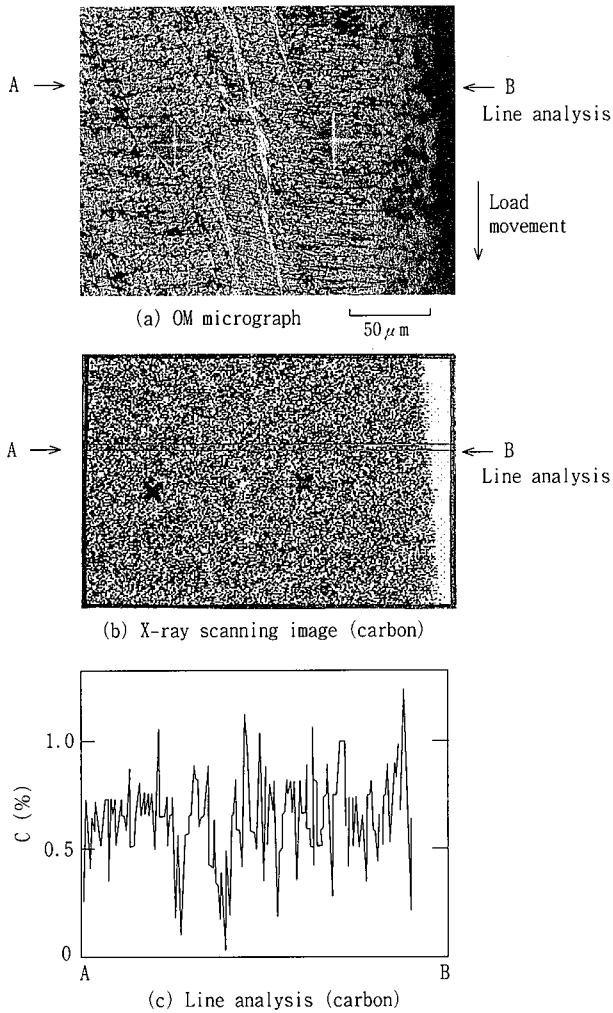 A
B
Line analysis
Load
movement
(a) OM micrograph
50μm
A
B
Line analysis
(b) X-ray scanning image (carbon)
1.0
0.5
0
C (%)
A
B
(c) Line analysis (carbon)